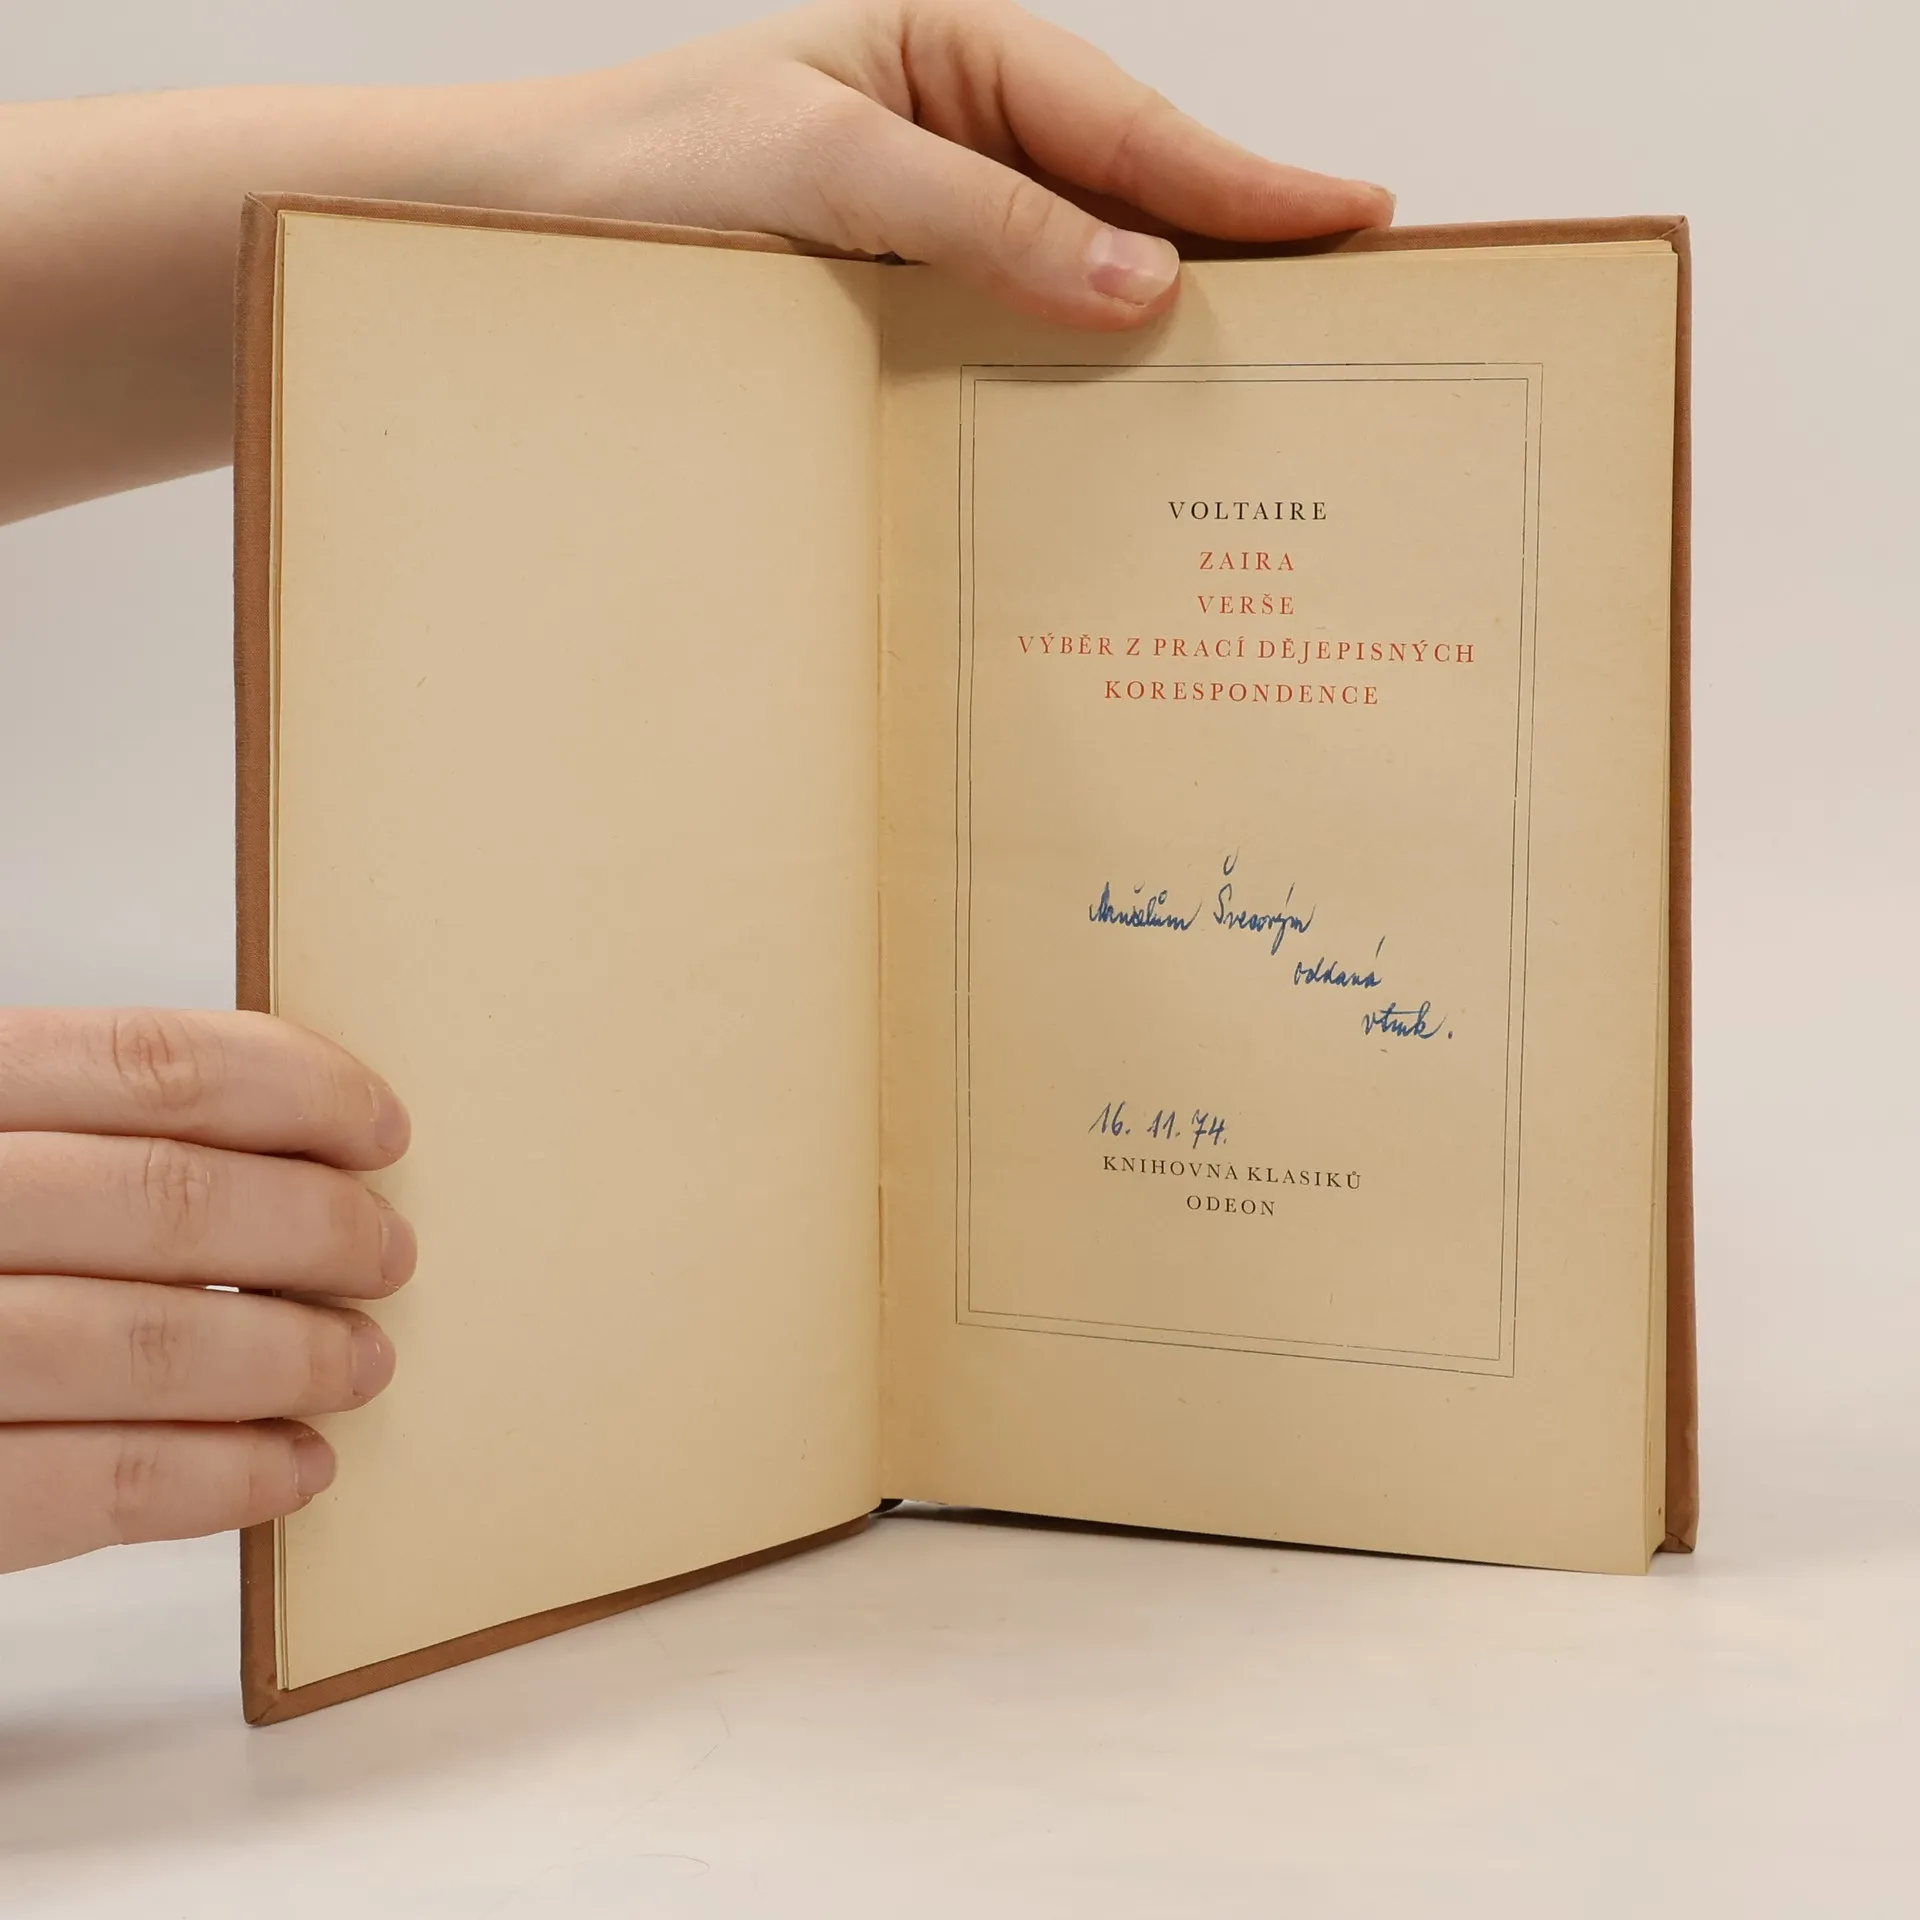 VOLTAIRE
ZAIRA
VERŠE
VÝBĚR Z PRACÍ DĚJEPISNÝCH
KORESPONDENCE
oddaná
16. 11. 74.
KNIHOVNA KLASIKŮ
ODEON